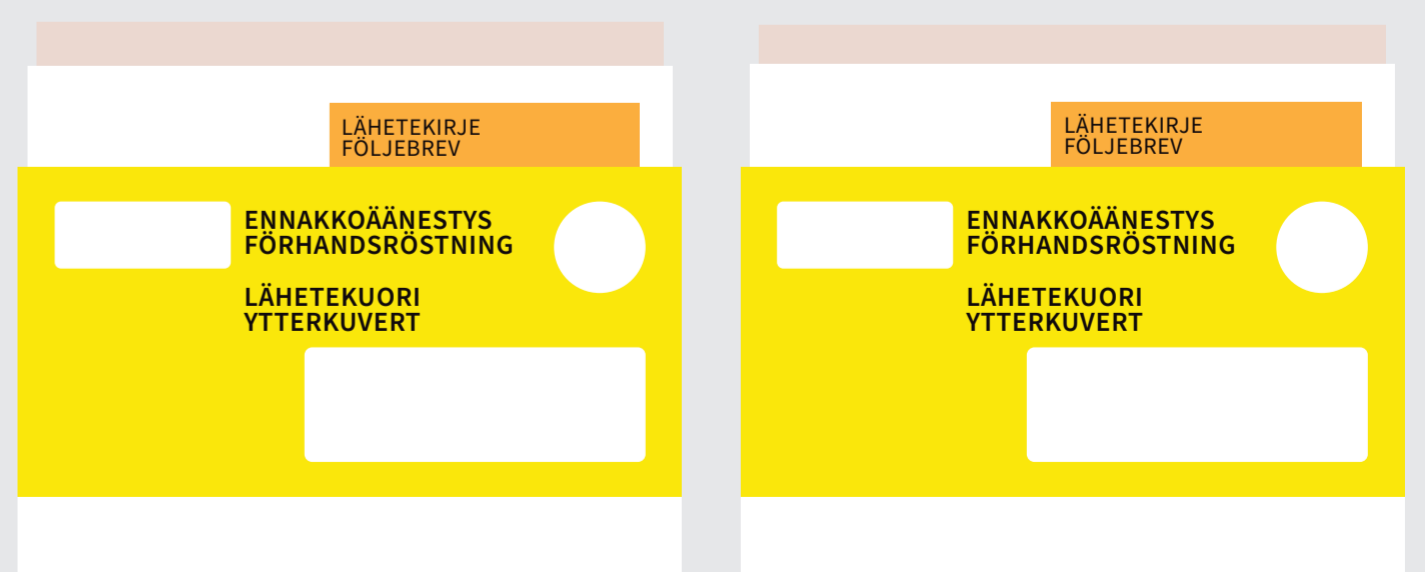 LÄHETEKIRJE
FÖLJEBREV
ENNAKKOÄÄNESTYS
FÖRHANDSRÖSTNING
LÄHETEKUORI
YTTERKUVERT
LÄHETEKIRJE
FÖLJEBREV
ENNAKKOÄÄNESTYS
FÖRHANDSRÖSTNING
LÄHETEKUORI
YTTERKUVERT